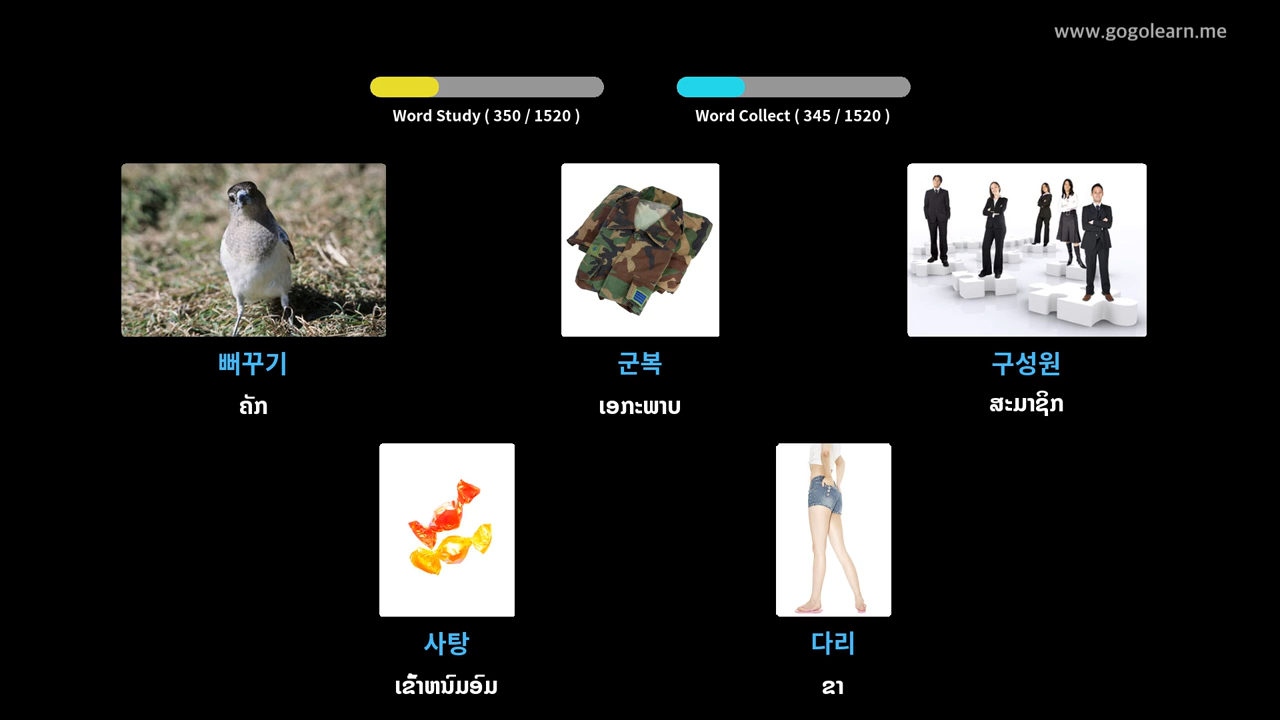 www.gogolearn.me
Word Study ( 350 / 1520 )
Word Collect ( 345 / 1520 )
뻐꾸기
군복
구성원
ຄັກ
ເອກະພາບ
ສະມາຊິກ
사탕
다리
ເຂົ້າຫນົມອົມ
ຂາ